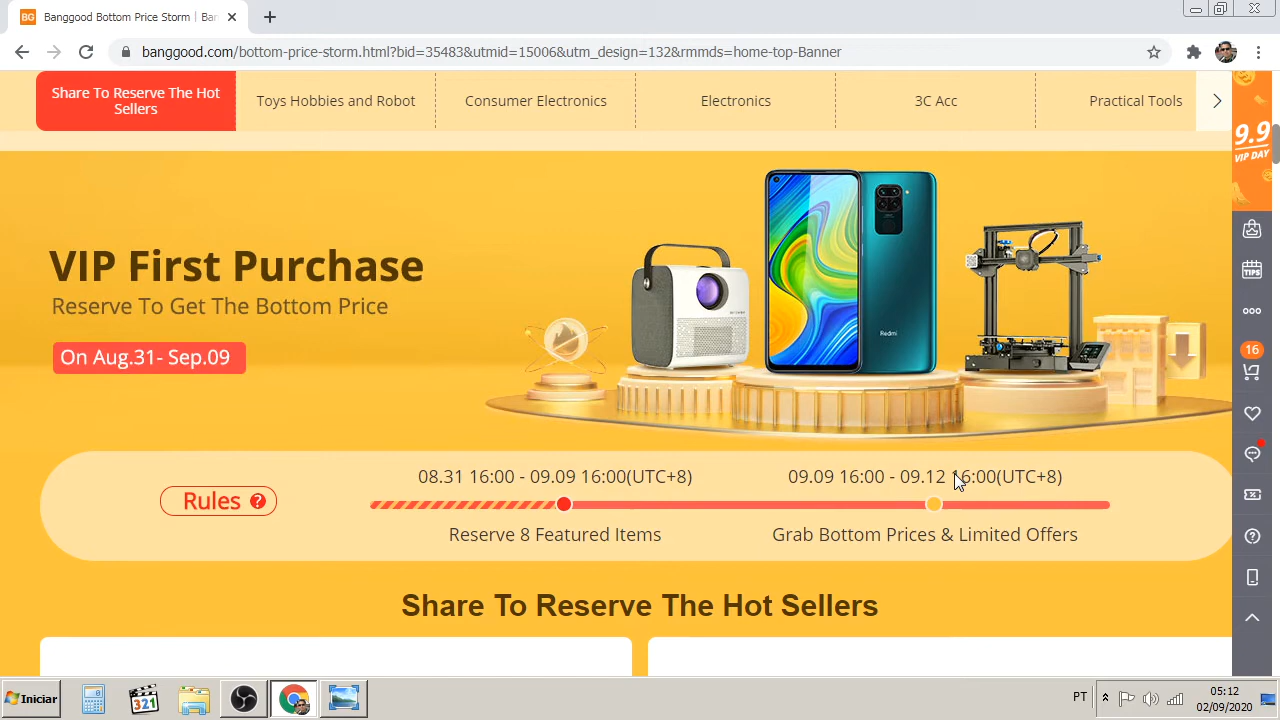 BG
Banggood Bottom Price Storm | Ban
banggood.com/bottom-price-storm.html?bid=35483&utmid=15006&utm_design=132&rmmds=home-top-Banner
Share To Reserve The Hot
Sellers
Toys Hobbies and Robot
Consumer Electronics
Electronics
3C Acc
Practical Tools
9.9
VIP DAY
VIP First Purchase
Reserve To Get The Bottom Price
On Aug.31- Sep.09
Redmi
TIPS
16
Rules ?
08.31 16:00 - 09.09 16:00(UTC+8)
09.09 16:00 - 09.12 16:00(UTC+8)
Reserve 8 Featured Items
Grab Bottom Prices & Limited Offers
Share To Reserve The Hot Sellers
Iniciar
321
PT
05:12
02/09/2020